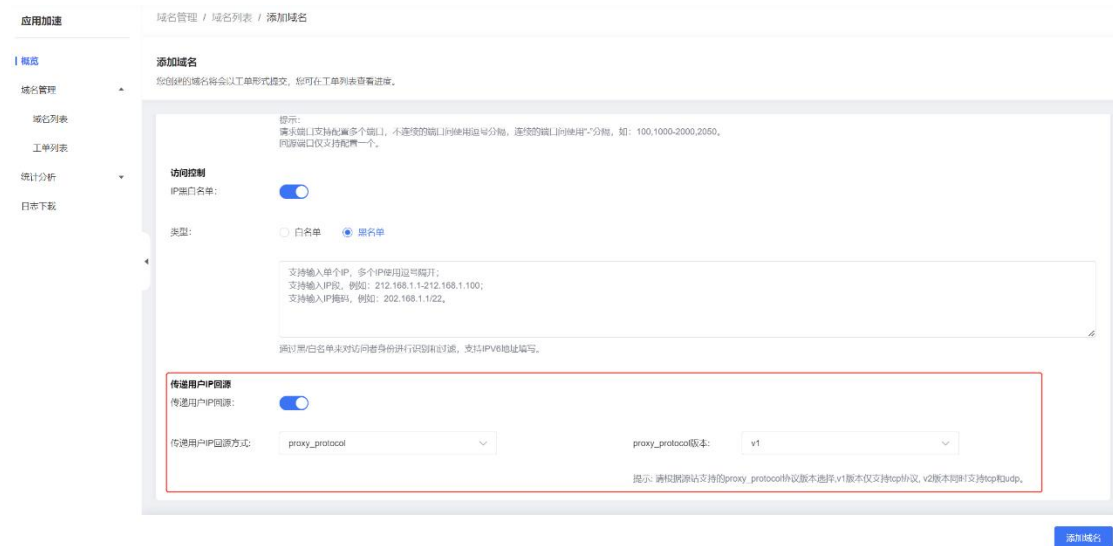 应用加速
域名管理 / 域名列表 / 添加域名
概览
域名管理
域名列表
工单列表
统计分析
日志下载
添加域名
您创建的域名将会以工单形式提交，您可在工单列表查看进度。
提示:
请求端口支持配置多个端口，不连续的端口间使用逗号分隔，连续的端口间使用"-"分隔，如：100,1000-2000,2050。
回源端口仅支持配置一个。
访问控制
IP黑白名单:
类型:
白名单
黑名单
支持输入单个IP，多个IP使用逗号隔开;
支持输入IP段，例如：212.168.1.1-212.168.1.100;
支持输入IP掩码，例如：202.168.1.1/22。
通过黑/白名单来对访问者身份进行识别和过滤，支持IPV6地址填写。
传递用户IP回源
传递用户IP回源:
传递用户IP回源方式:
proxy_protocol
proxy_protocol版本:
v1
提示: 请根据源站支持的proxy_protocol协议版本选择,v1版本仅支持tcp协议, v2版本同时支持tcp和udp。
添加域名